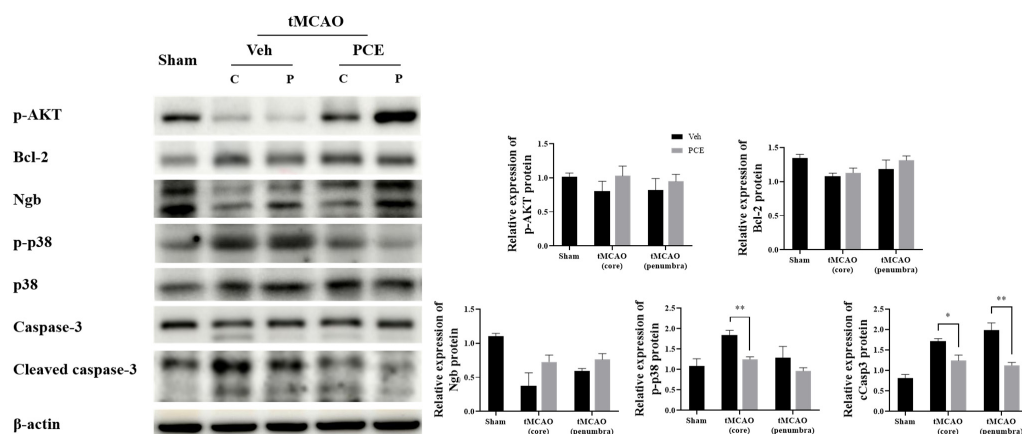 tMCAO
Sham
Veh
PCE
C
P
C
P
p-AKT
Bcl-2
Ngb
p-p38
p38
Caspase-3
Cleaved caspase-3
β-actin
Relative expression of
p-AKT protein
1.5
1.0
0.5
0.0
Sham
tMCAO
(core)
tMCAO
(penumbra)
Veh
PCE
Relative expression of
Bcl-2 protein
1.5
1.0
0.5
0.0
Sham
tMCAO
(core)
tMCAO
(penumbra)
Relative expression of
Ngb protein
1.5
1.0
0.5
0.0
Sham
tMCAO
(core)
tMCAO
(penumbra)
Relative expression of
p-p38 protein
2.5
2.0
1.5
1.0
0.5
0.0
**
Sham
tMCAO
(core)
tMCAO
(penumbra)
Relative expression of
cCasp3 protein
2.5
2.0
1.5
1.0
0.5
0.0
*
**
Sham
tMCAO
(core)
tMCAO
(penumbra)